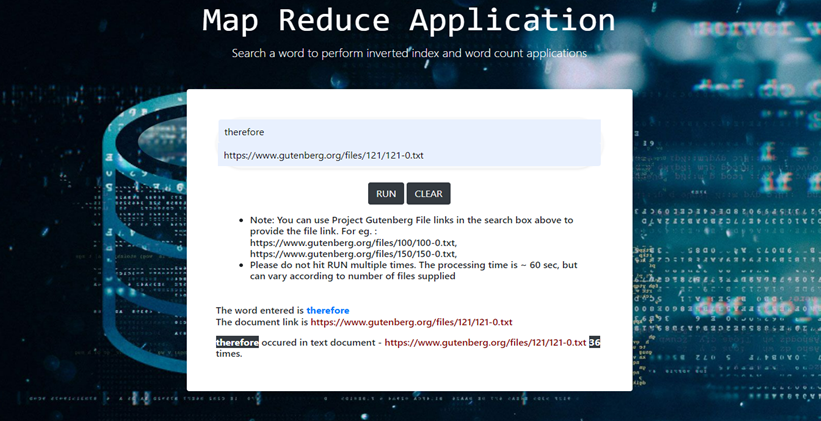 Map Reduce Application
Search a word to perform inverted index and word count applications
therefore
https://www.gutenberg.org/files/121/121-0.txt
RUN CLEAR
• Note: You can use Project Gutenberg File links in the search box above to
provide the file link. For eg. :
https://www.gutenberg.org/files/100/100-0.txt,
https://www.gutenberg.org/files/150/150-0.txt,
• Please do not hit RUN multiple times. The processing time is ~ 60 sec, but
can vary according to number of files supplied
The word entered is therefore
The document link is https://www.gutenberg.org/files/121/121-0.txt
therefore occured in text document - https://www.gutenberg.org/files/121/121-0.txt 36
times.